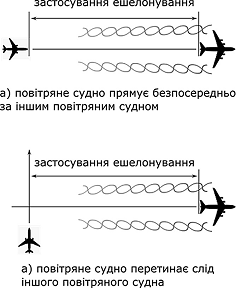 застосування ешелонування
а) повітряне судно прямує безпосередньо
за іншим повітряним судном
застосування ешелонування
а) повітряне судно перетинає слід
іншого повітряного судна